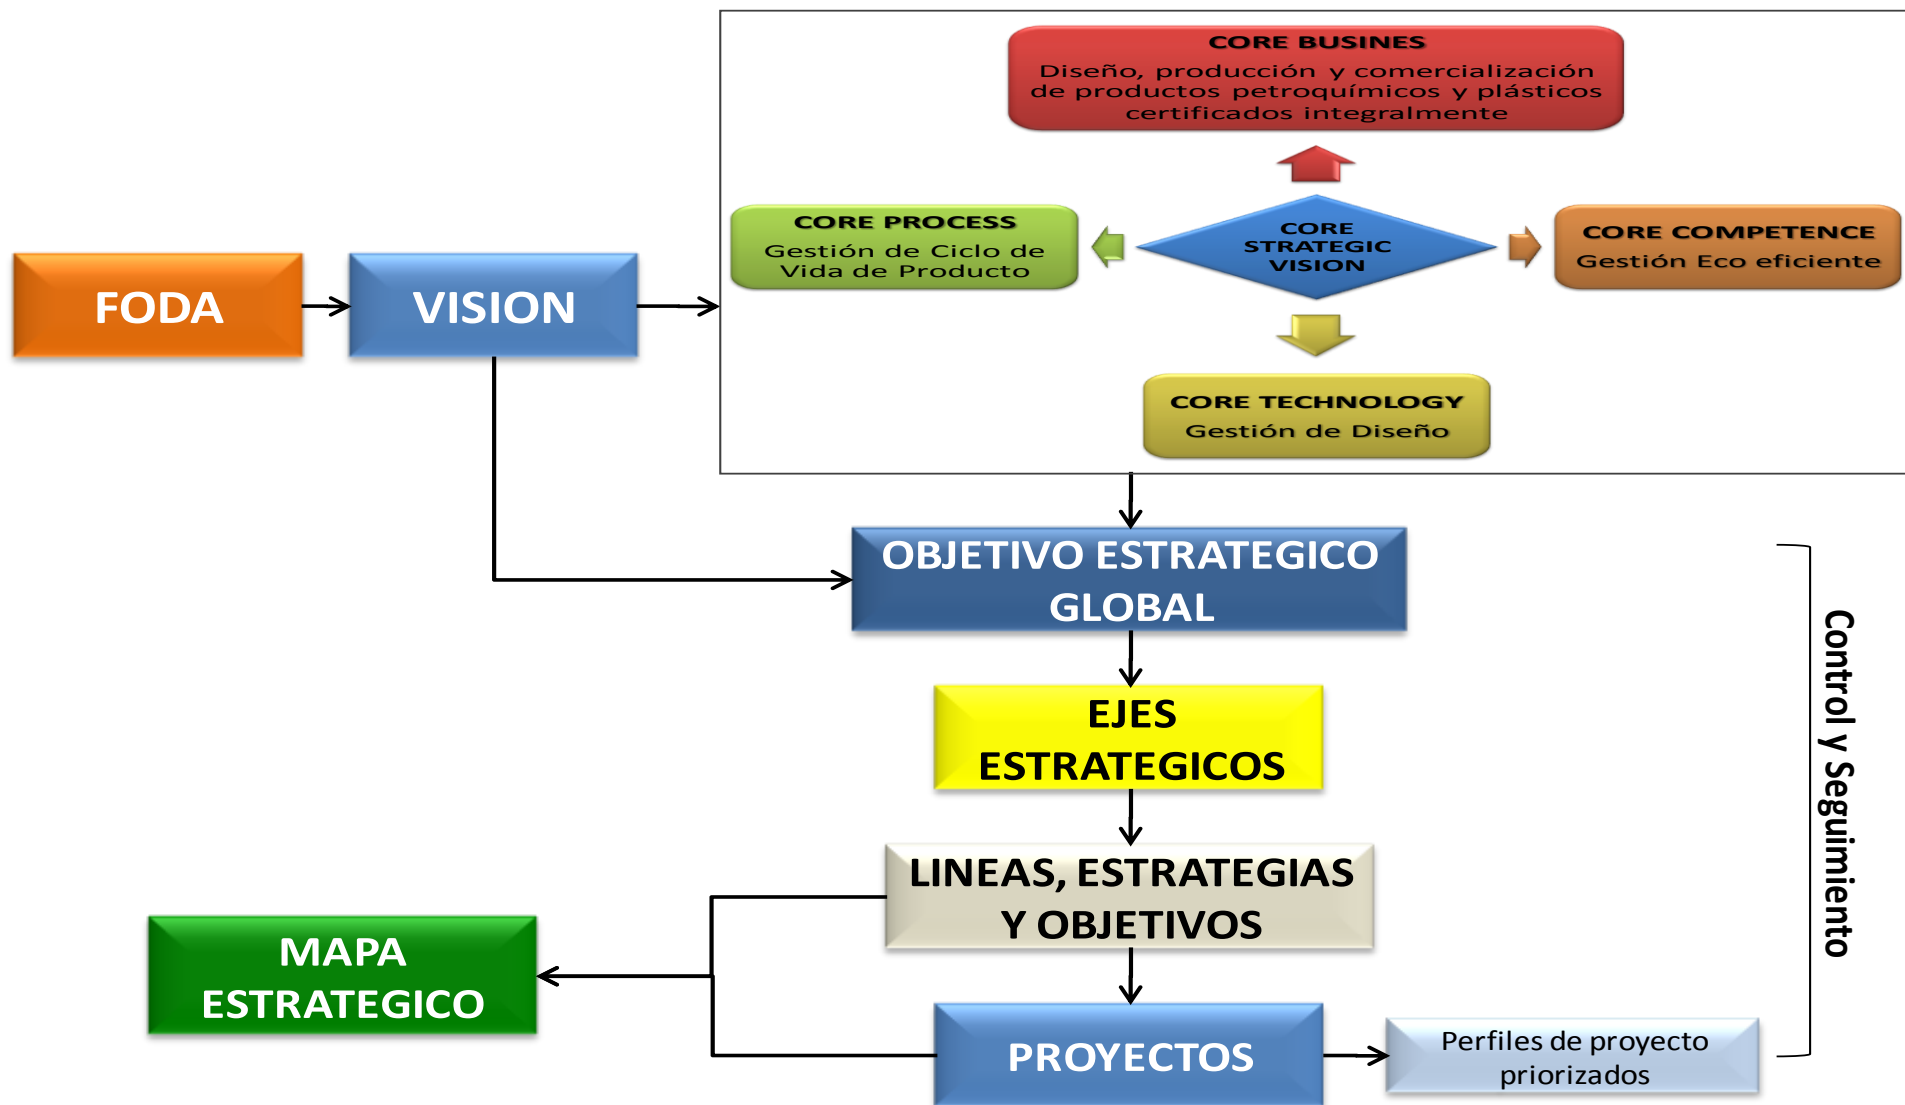 CORE BUSINES
Diseño, producción y comercialización
de productos petroquímicos y plásticos
certificados integralmente
CORE PROCESS
Gestión de Ciclo de
Vida de Producto
CORE
STRATEGIC
VISION
CORE COMPETENCE
Gestión Eco eficiente
FODA
VISION
CORE TECHNOLOGY
Gestión de Diseño
OBJETIVO ESTRATEGICO
GLOBAL
EJES
ESTRATEGICOS
Control y Seguimiento
LINEAS, ESTRATEGIAS
Y OBJETIVOS
MAPA
ESTRATEGICO
PROYECTOS
Perfiles de proyecto
priorizados